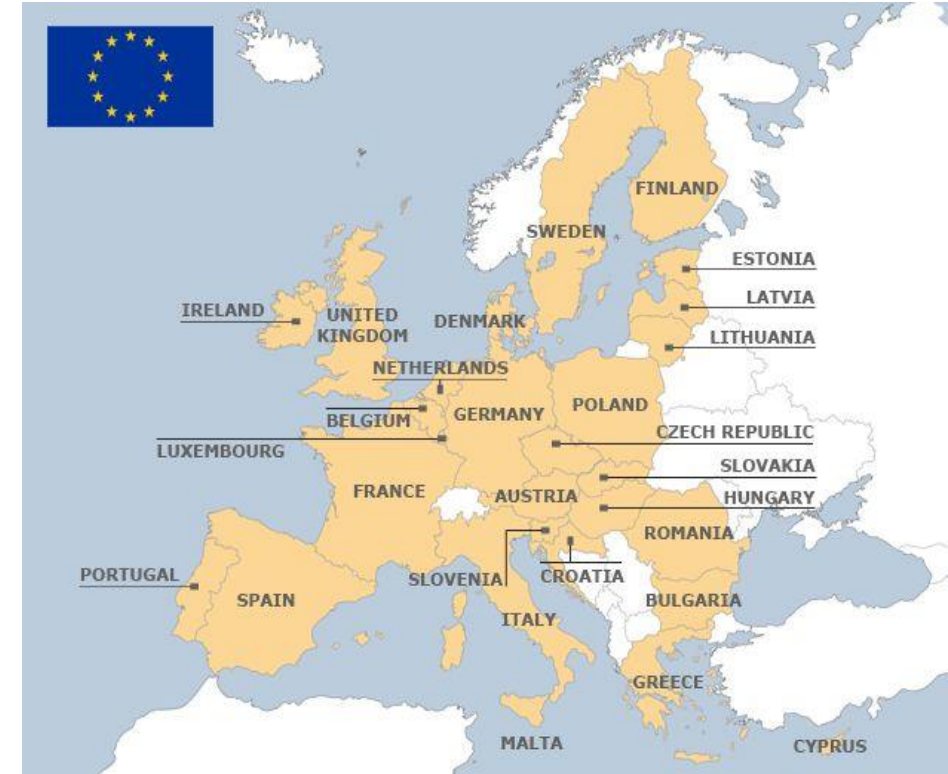 FINLAND
SWEDEN
ESTONIA
LATVIA
IRELAND
UNITED
KINGDOM
DENMARK
LITHUANIA
NETHERLANDS
BELGIUM
GERMANY
POLAND
CZECH REPUBLIC
LUXEMBOURG
SLOVAKIA
FRANCE
AUSTRIA
HUNGARY
ROMANIA
PORTUGAL
SLOVENIA
CROATIA
SPAIN
BULGARIA
ITALY
GREECE
MALTA
CYPRUS